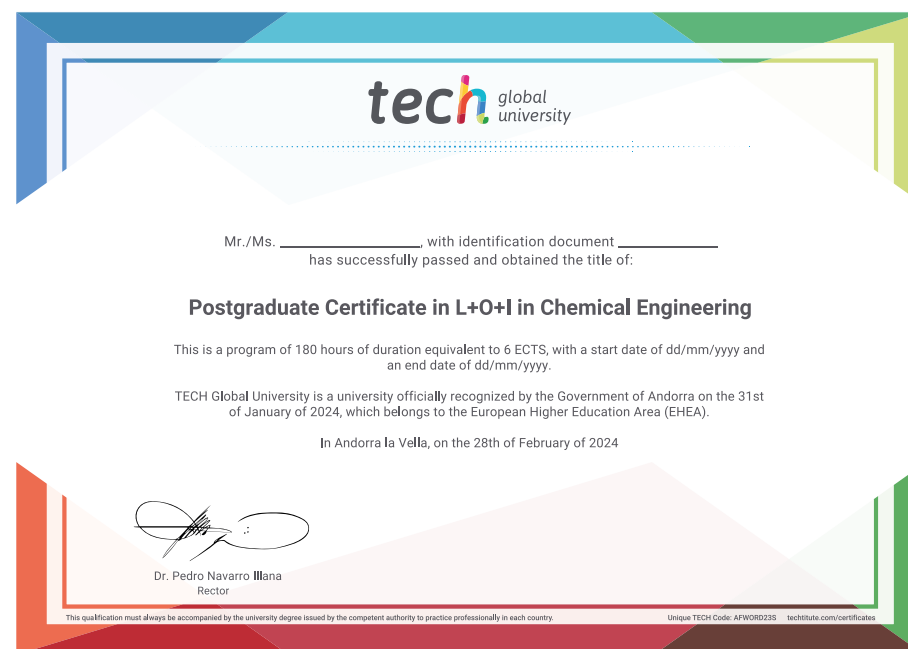 tech global
university
Mr./Ms. ____________, with identification document ____________
has successfully passed and obtained the title of:
Postgraduate Certificate in L+O+I in Chemical Engineering
This is a program of 180 hours of duration equivalent to 6 ECTS, with a start date of dd/mm/yyyy and
an end date of dd/mm/yyyy.
TECH Global University is a university officially recognized by the Government of Andorra on the 31st
of January of 2024, which belongs to the European Higher Education Area (EHEA).
In Andorra la Vella, on the 28th of February of 2024
Dr. Pedro Navarro Illana
Rector
This qualification must always be accompanied by the university degree issued by the competent authority to practice professionally in each country.
Unique TECH Code: AFWORD23S techtitute.com/certificates